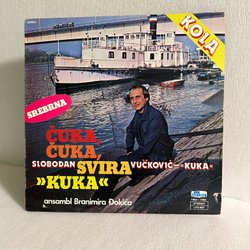 KOLA
SREBRNA
ČUKA,
ČUKA,
SLOBODAN SVIRA VUČKOVIĆ-»KUKA«
»KUKA«
ansambl Branimira Đokića